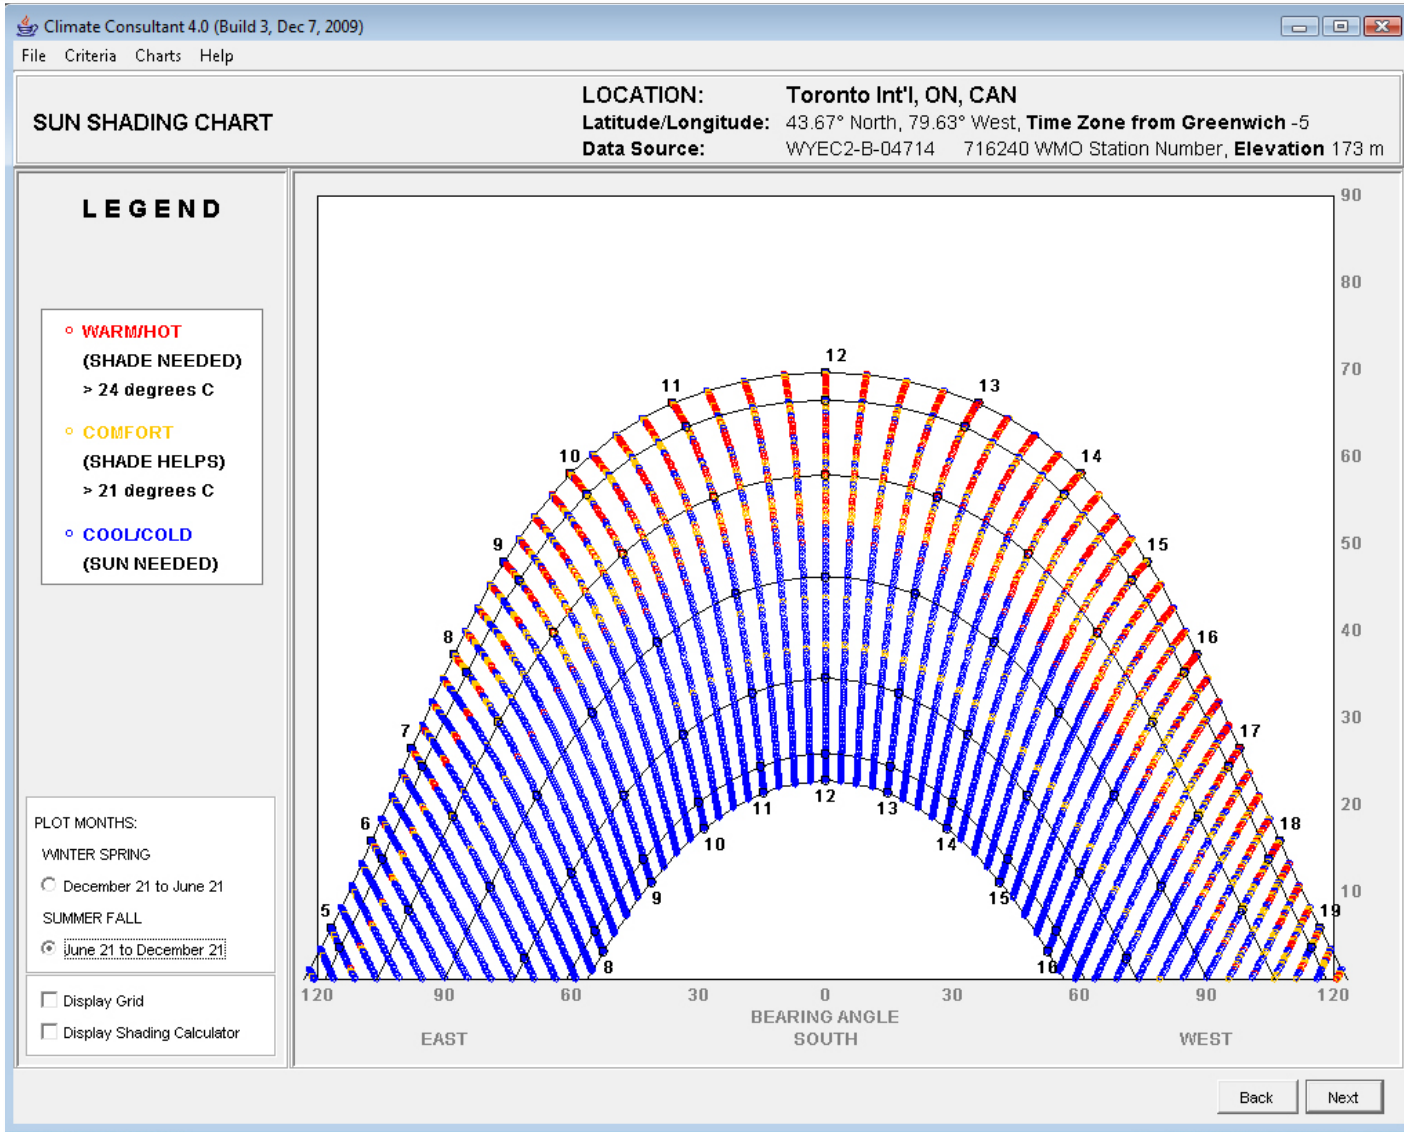 Climate Consultant 4.0 (Build 3, Dec 7, 2009)
File Criteria Charts Help
SUN SHADING CHART
LOCATION: Toronto Int'l, ON, CAN
Latitude/Longitude: 43.67° North, 79.63° West, Time Zone from Greenwich -5
Data Source: WYEC2-B-04714 716240 WMO Station Number, Elevation 173 m
LEGEND
WARM/HOT
(SHADE NEEDED)
> 24 degrees C
COMFORT
(SHADE HELPS)
> 21 degrees C
COOL/COLD
(SUN NEEDED)
PLOT MONTHS:
WINTER SPRING
December 21 to June 21
SUMMER FALL
June 21 to December 21
Display Grid
Display Shading Calculator
90
80
70
60
50
40
30
20
10
12
11 13
10 14
9 15
8 16
7 17
6 18
5 19
12
11 13
10 14
9 15
8 16
120 90 60 30 0 30 60 90 120
BEARING ANGLE
EAST SOUTH WEST
Back Next